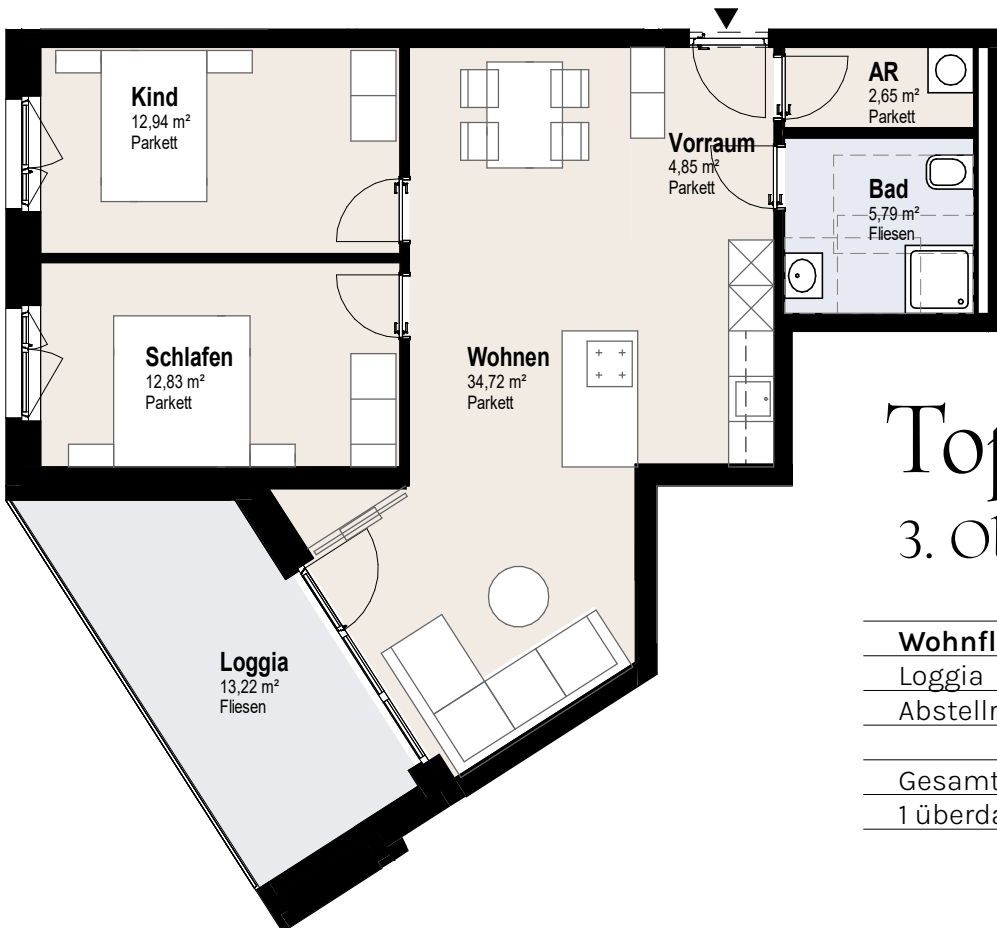 Kind
12,94 m²
Parkett
AR
2,65 m²
Parkett
Vorraum
4,85 m²
Parkett
Bad
5,79 m²
Fliesen
Schlafen
12,83 m²
Parkett
Wohnen
34,72 m²
Parkett
Loggia
13,22 m²
Fliesen
3.
Loggia
1